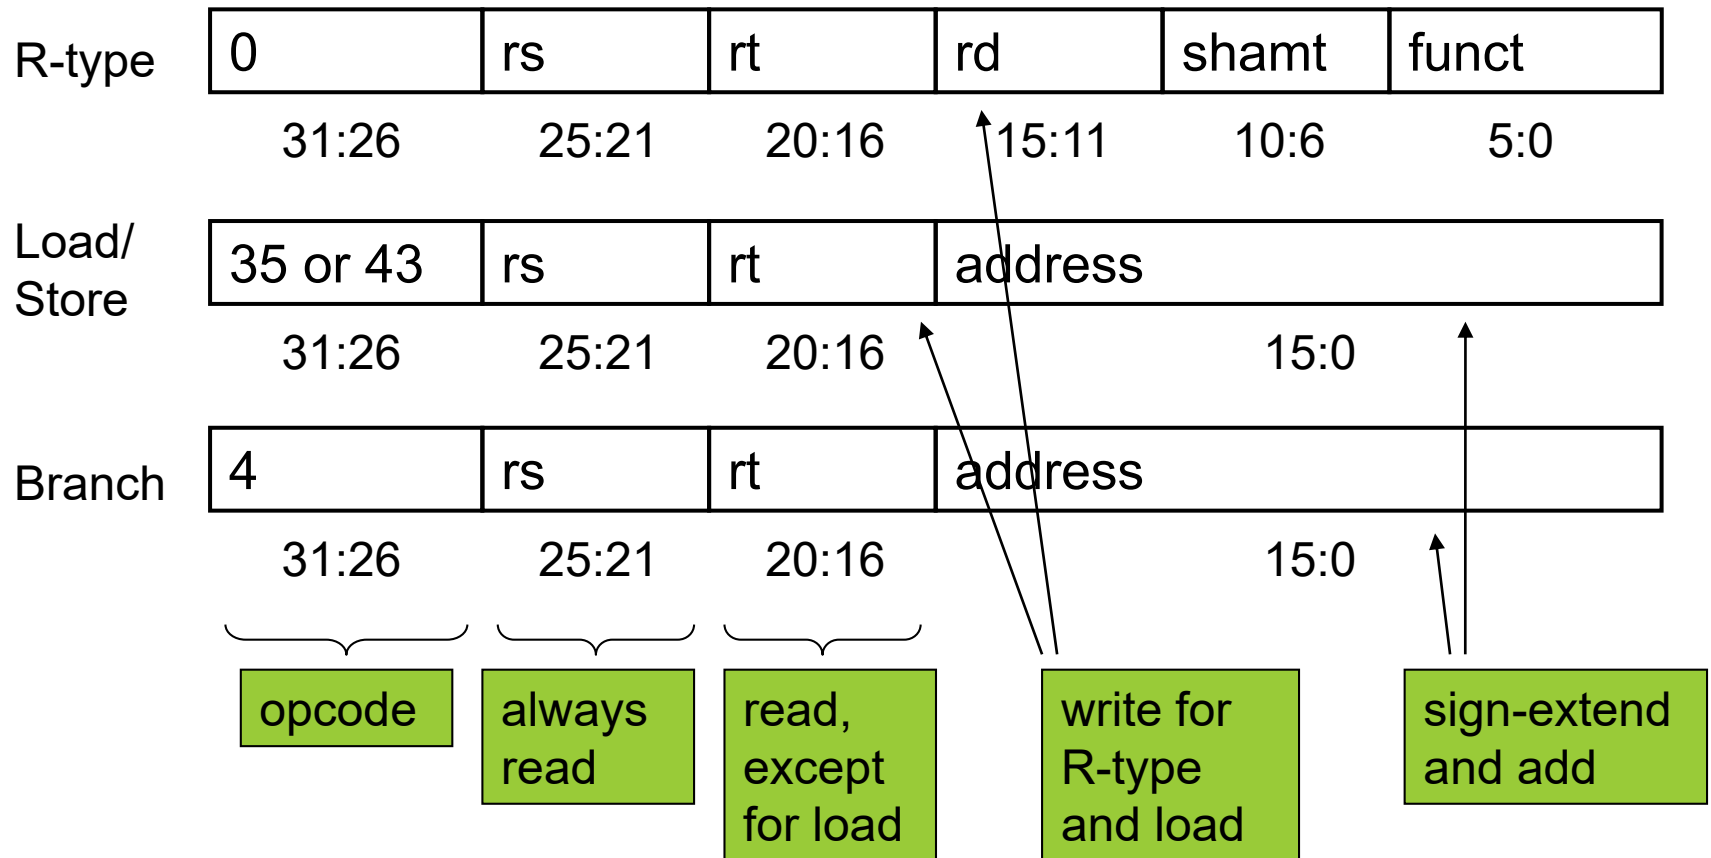 R-type 0 rs rt rd shamt funct
31:26 25:21 20:16 15:11 10:6 5:0
Load/
Store
35 or 43 rs rt address
31:26 25:21 20:16 15:0
Branch 4 rs rt address
31:26 25:21 20:16 15:0
opcode
always
read
read,
except
for load
write for
R-type
and load
sign-extend
and add